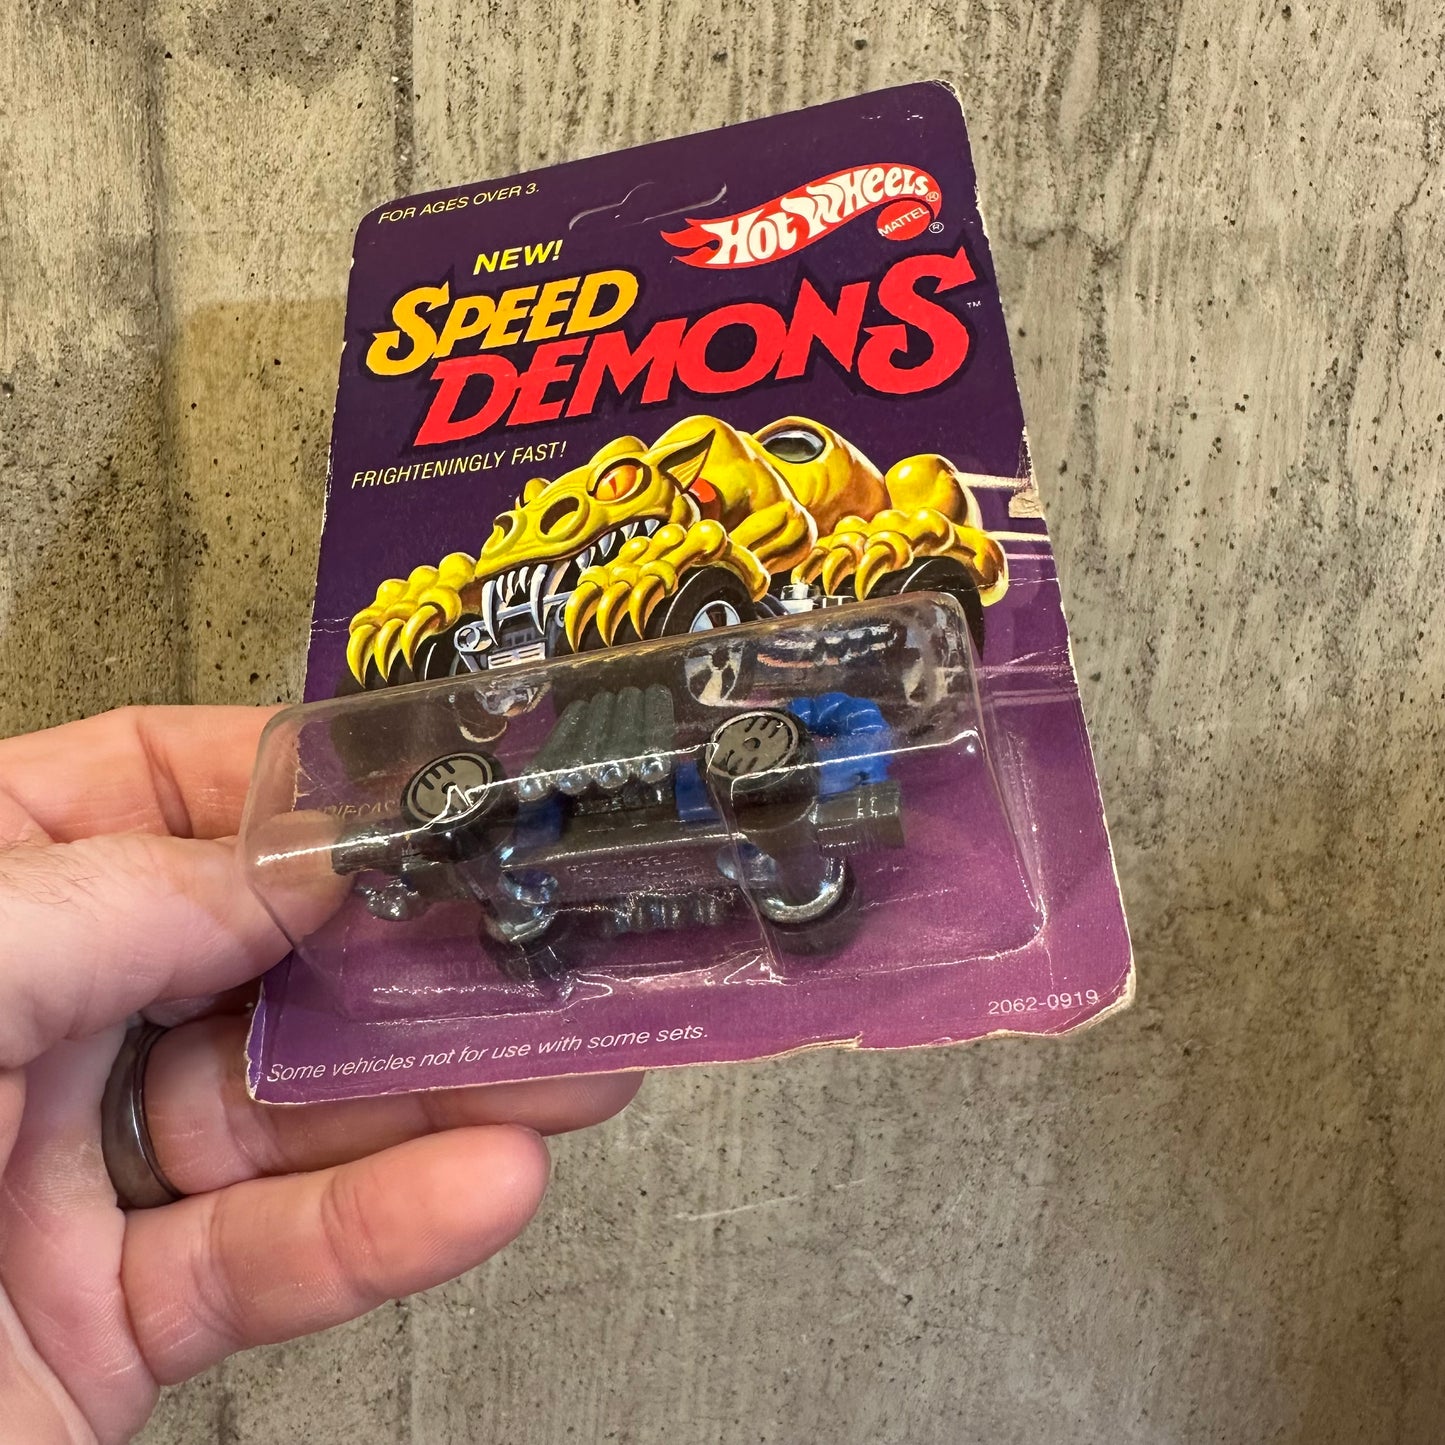 FOR AGES OVER 3.
HOT WHEELS®
MATTEL®
NEW!
SPEED
DEMONS™
FRIGHTENINGLY FAST!
2062-0919
Some vehicles not for use with some sets.